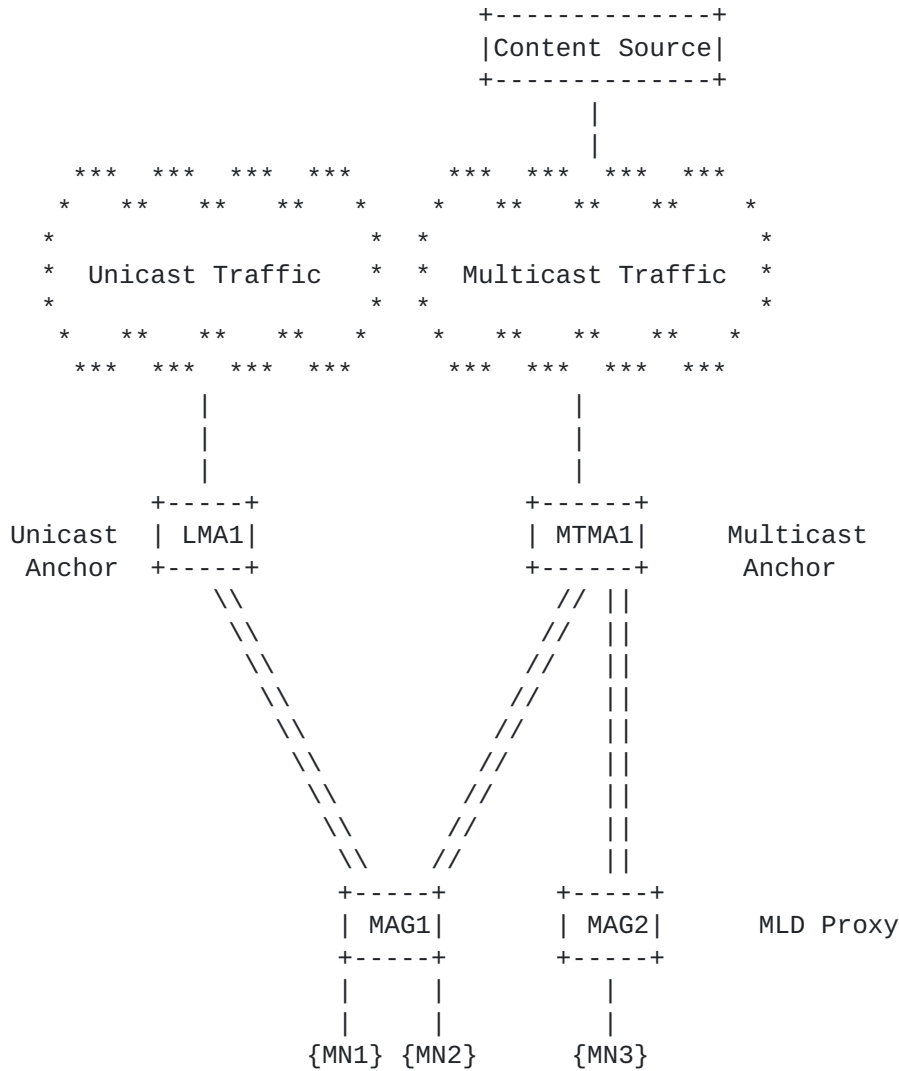 Content Source
Unicast Traffic Multicast Traffic
Unicast LMA1 MTMA1 Multicast
Anchor Anchor
MAG1 MAG2 MLD Proxy
{MN1} {MN2} {MN3}